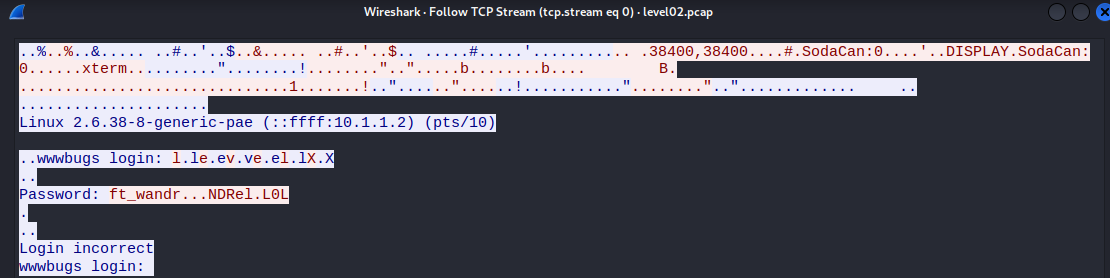 Wireshark · Follow TCP Stream (tcp.stream eq 0) · level02.pcap
..%..%..&..... ..#..'..$..&..... ..#..'..$.. .....#.....'........... .38400,38400....#.SodaCan:0....'..DISPLAY.SodaCan:
0......xterm.........."........!........"..".....b........b.... B.
..............................1.......!.."......"......!..........."........"..".............. ..
.....................
Linux 2.6.38-8-generic-pae (::ffff:10.1.1.2) (pts/10)
..wwwbugs login: l.le.ev.ve.el.lX.X
..
Password: ft_wandr...NDRel.L0L
.
..
Login incorrect
wwwbugs login: